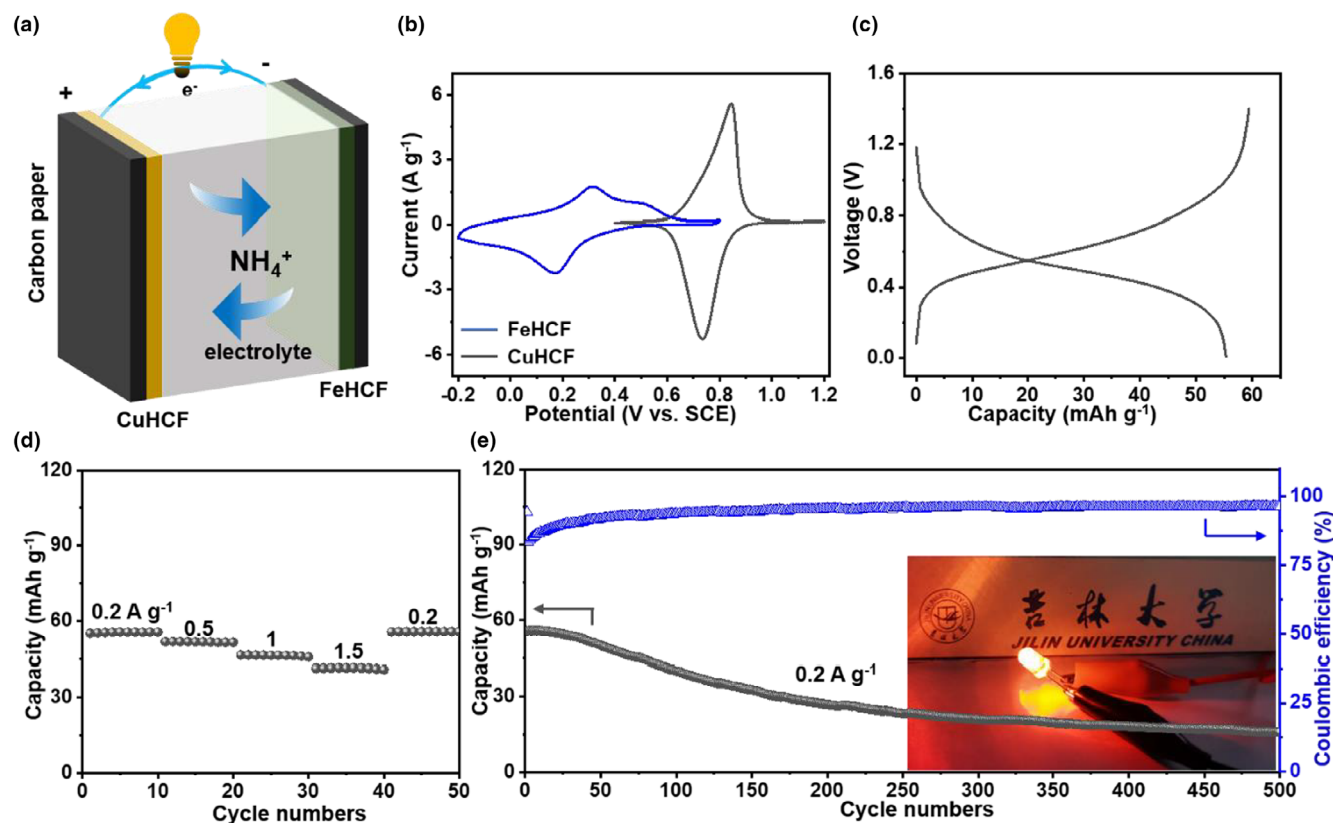 (a)
+
-
e-
Carbon paper
NH₄⁺
electrolyte
CuHCF
FeHCF
(b)
Current (A g⁻¹)
6
3
0
-3
-6
FeHCF
CuHCF
-0.2 0.0 0.2 0.4 0.6 0.8 1.0 1.2
Potential (V vs. SCE)
(c)
Voltage (V)
1.6
1.2
0.8
0.4
0.0
0 10 20 30 40 50 60
Capacity (mAh g⁻¹)
(d)
Capacity (mAh g⁻¹)
120
90
60
30
0
0.2 A g⁻¹
0.5
1
1.5
0.2
0 10 20 30 40 50
Cycle numbers
(e)
Capacity (mAh g⁻¹)
120
90
60
30
0
0.2 A g⁻¹
吉林大学
JILIN UNIVERSITY CHINA
100
75
50
25
0
Coulombic efficiency (%)
0 50 100 150 200 250 300 350 400 450 500
Cycle numbers